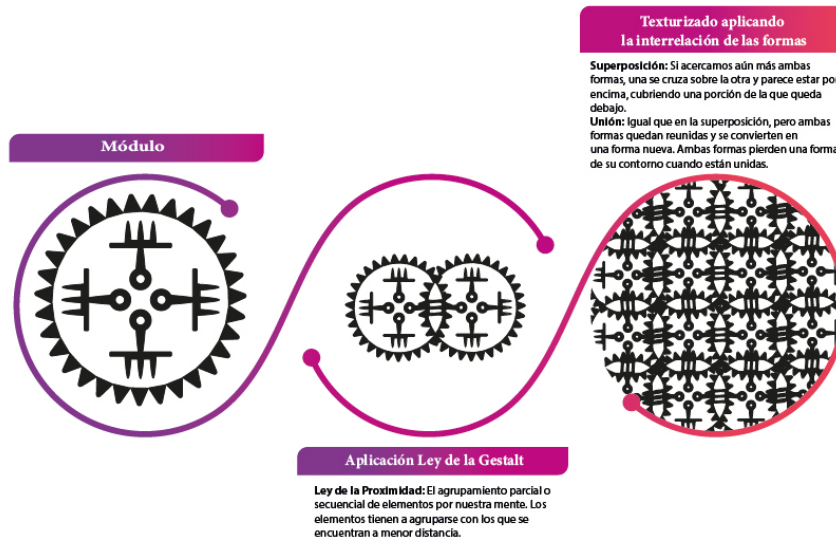 Módulo
Aplicación Ley de la Gestalt
Ley de la Proximidad: El agrupamiento parcial o
secuencial de elementos por nuestra mente. Los
elementos tienen a agruparse con los que se
encuentran a menor distancia.
Texturizado aplicando
la interrelación de las formas
Superposición: Si acercamos aún más ambas
formas, una se cruza sobre la otra y parece estar por
encima, cubriendo una porción de la que queda
debajo.
Unión: Igual que en la superposición, pero ambas
formas quedan reunidas y se convierten en
una forma nueva. Ambas formas pierden una forma
de su contorno cuando están unidas.